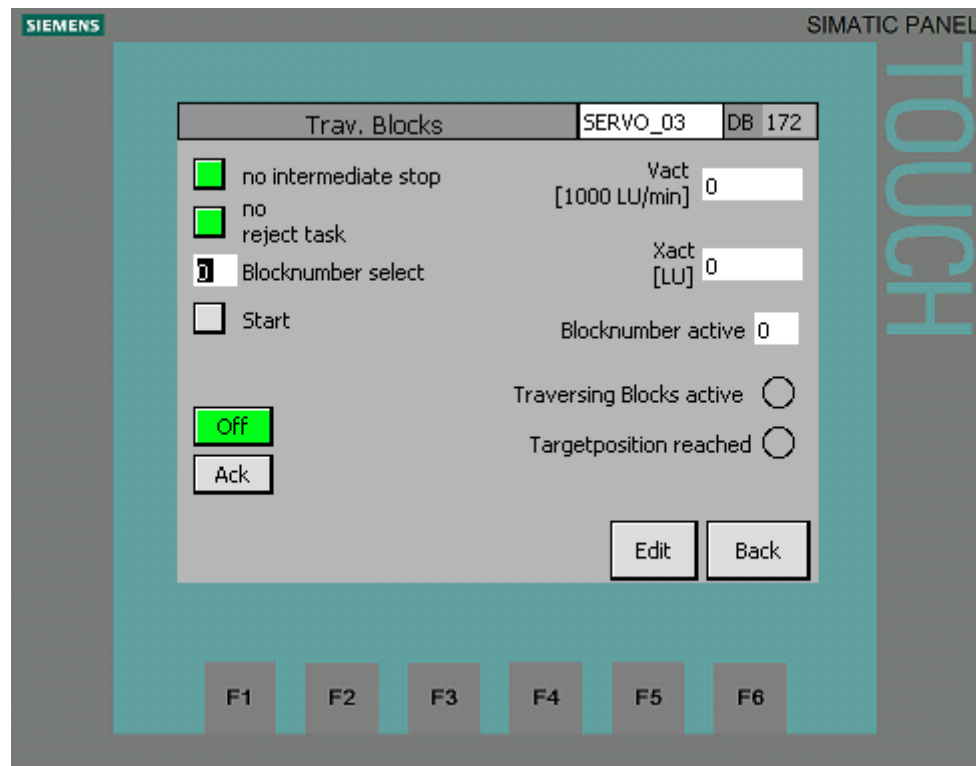 SIEMENS
SIMATIC PANEL
TOUCH
Trav. Blocks
SERVO_03
DB 172
no intermediate stop
no
reject task
0 Blocknumber select
Start
Off
Ack
Vact
[1000 LU/min]
0
Xact
[LU]
0
Blocknumber active 0
Traversing Blocks active
Targetposition reached
Edit
Back
F1 F2 F3 F4 F5 F6